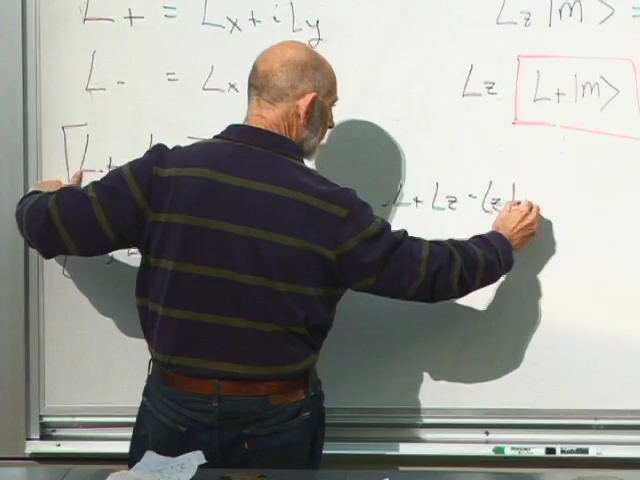 L+ = Lx+iLy
Lz|m> =
L- = Lx
Lz L+|m>
L+Lz-Lz